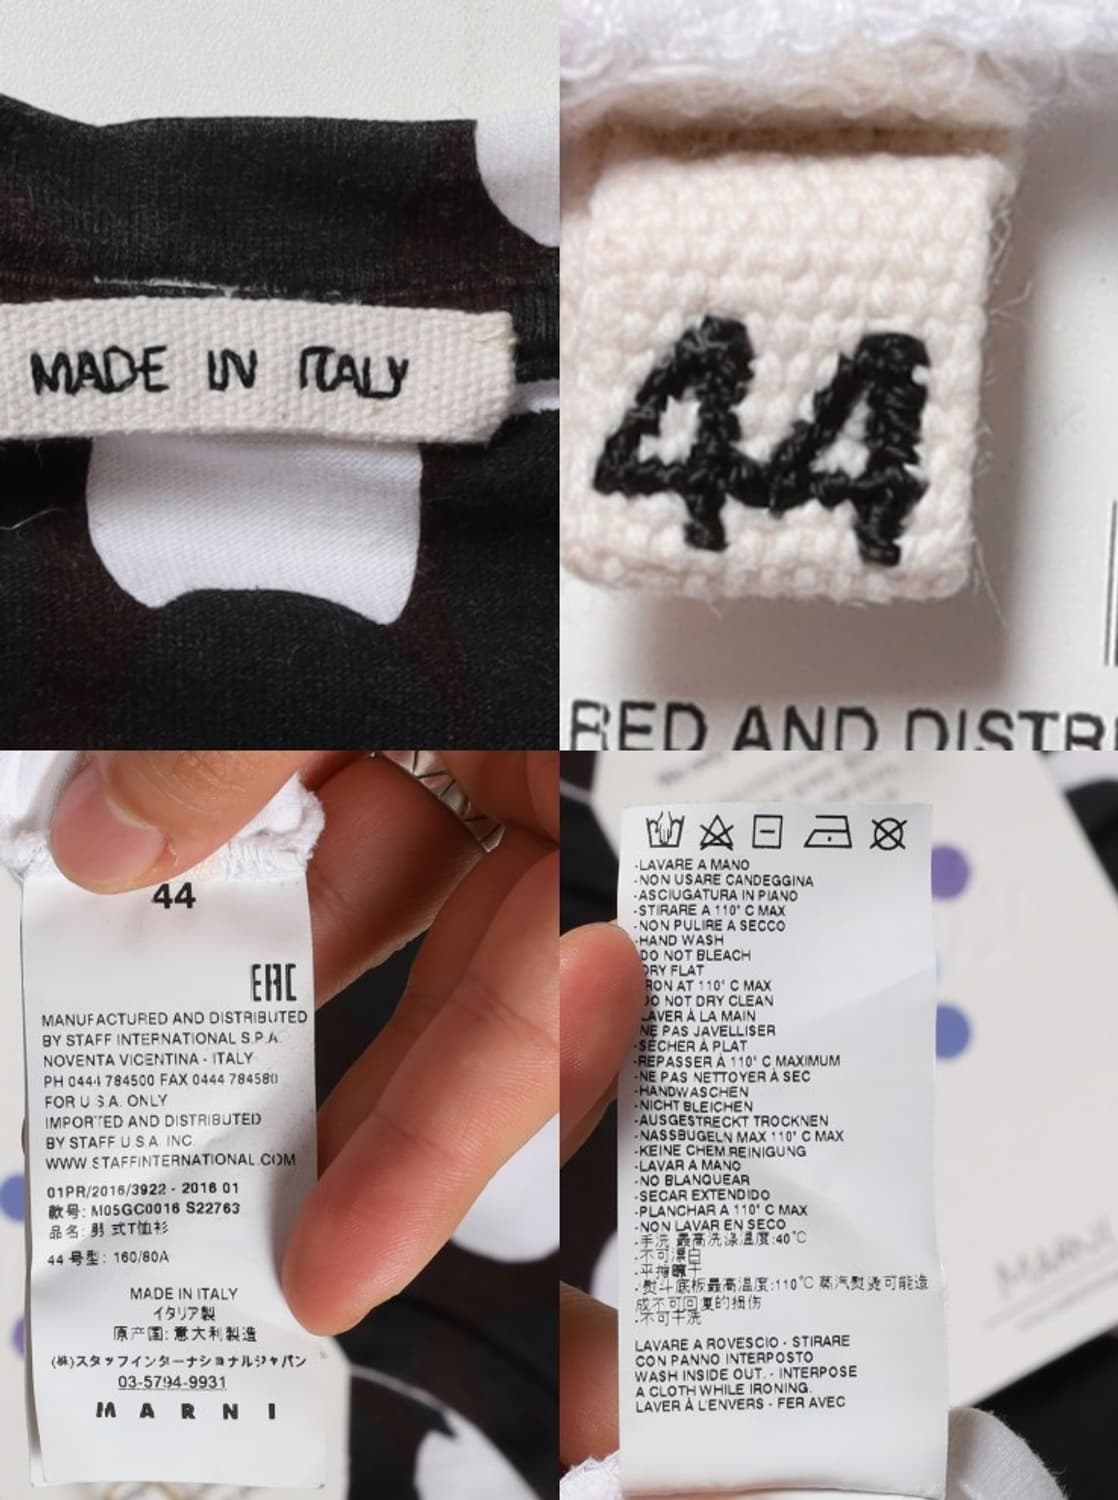 MADE IN ITALY
44
RED AND DISTR
44
EAC
MANUFACTURED AND DISTRIBUTED
BY STAFF INTERNATIONAL S.P.A.
NOVENTA VICENTINA - ITALY
PH 0444 784500 FAX 0444 784580
FOR U.S.A. ONLY
IMPORTED AND DISTRIBUTED
BY STAFF U.S.A. INC.
WWW.STAFFINTERNATIONAL.COM
01PR/2016/3922 - 2016 01
款号: M05GC0016 S22763
品名: 男 式T恤衫
44 号型: 160/80A
MADE IN ITALY
イタリア製
原产国: 意大利製造
(株)スタッフインターナショナルジャパン
03-5794-9931
MARNI
-LAVARE A MANO
-NON USARE CANDEGGINA
-ASCIUGATURA IN PIANO
-STIRARE A 110° C MAX
-NON PULIRE A SECCO
-HAND WASH
DO NOT BLEACH
DRY FLAT
IRON AT 110° C MAX
DO NOT DRY CLEAN
LAVER À LA MAIN
NE PAS JAVELLISER
-SÉCHER À PLAT
-REPASSER À 110° C MAXIMUM
-NE PAS NETTOYER À SEC
-HANDWASCHEN
-NICHT BLEICHEN
-AUSGESTRECKT TROCKNEN
-NASSBUGELN MAX 110° C MAX
-KEINE CHEM.REINIGUNG
-LAVAR A MANO
-NO BLANQUEAR
-SECAR EXTENDIDO
-PLANCHAR A 110° C MAX
-NON LAVAR EN SECO
-手洗 最高洗涤温度:40°C
-不可漂白
-平摊晾干
-熨斗底板最高温度:110°C 蒸汽熨烫可能造
成不可回复的损伤
-不可干洗
LAVARE A ROVESCIO - STIRARE
CON PANNO INTERPOSTO
WASH INSIDE OUT. - INTERPOSE
A CLOTH WHILE IRONING.
LAVER À L'ENVERS - FER AVEC
MARNI